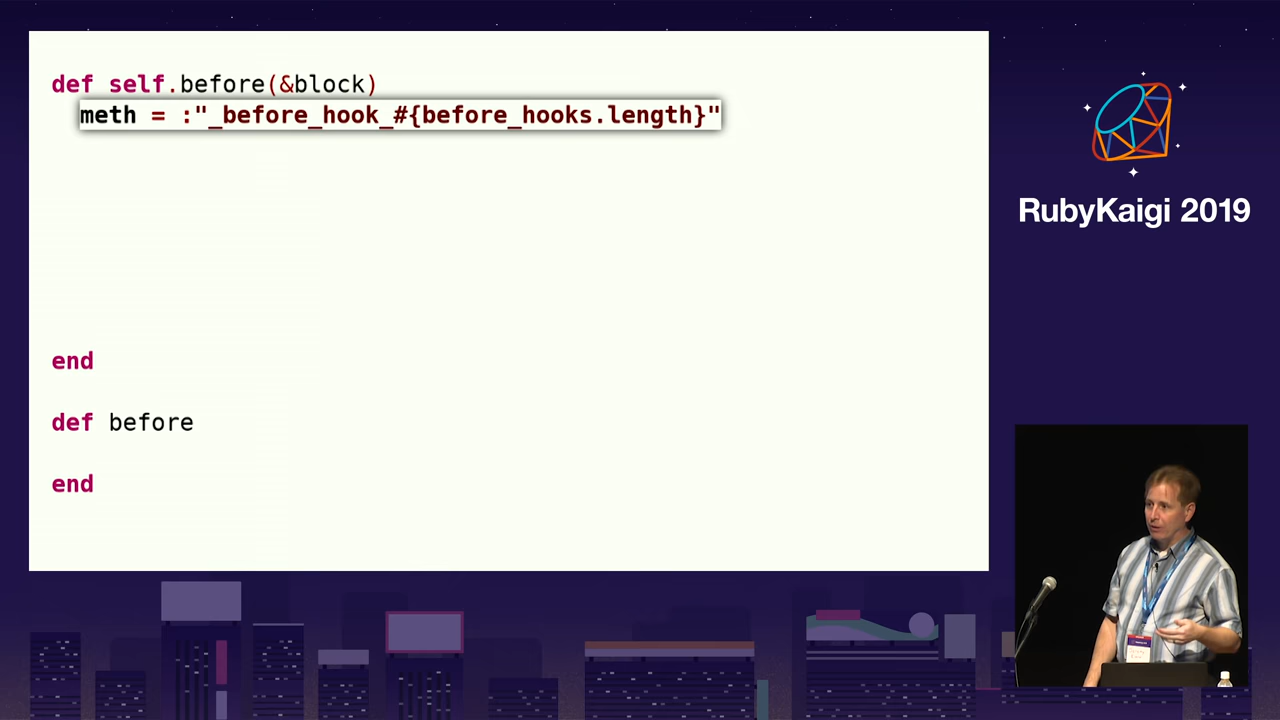 def self.before(&block)
meth = :"_before_hook_#{before_hooks.length}"
end
def before
end
RubyKaigi 2019